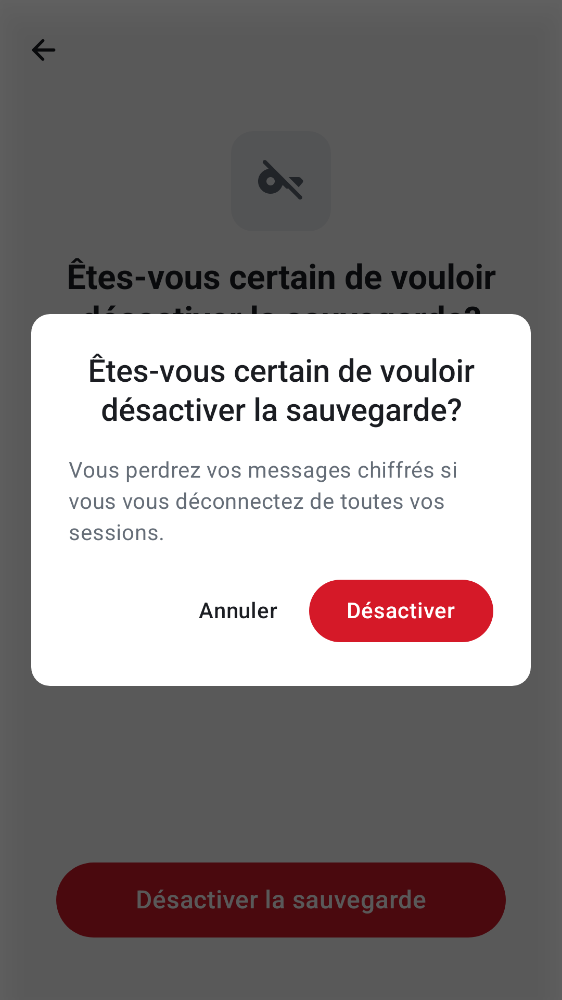 Êtes-vous certain de vouloir
désactiver la sauvegarde?
Êtes-vous certain de vouloir
désactiver la sauvegarde?
Vous perdrez vos messages chiffrés si
vous vous déconnectez de toutes vos
sessions.
Annuler
Désactiver
Désactiver la sauvegarde